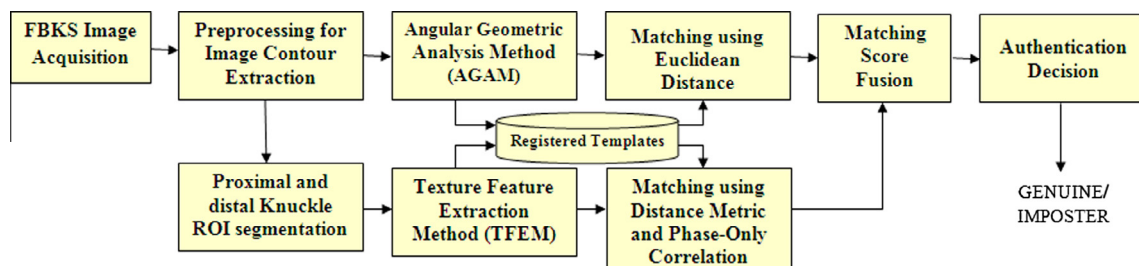 FBKS Image
Acquisition
Preprocessing for
Image Contour
Extraction
Angular Geometric
Analysis Method
(AGAM)
Matching using
Euclidean
Distance
Matching
Score
Fusion
Authentication
Decision
Registered Templates
Proximal and
distal Knuckle
ROI segmentation
Texture Feature
Extraction
Method (TFEM)
Matching using
Distance Metric
and Phase-Only
Correlation
GENUINE/
IMPOSTER